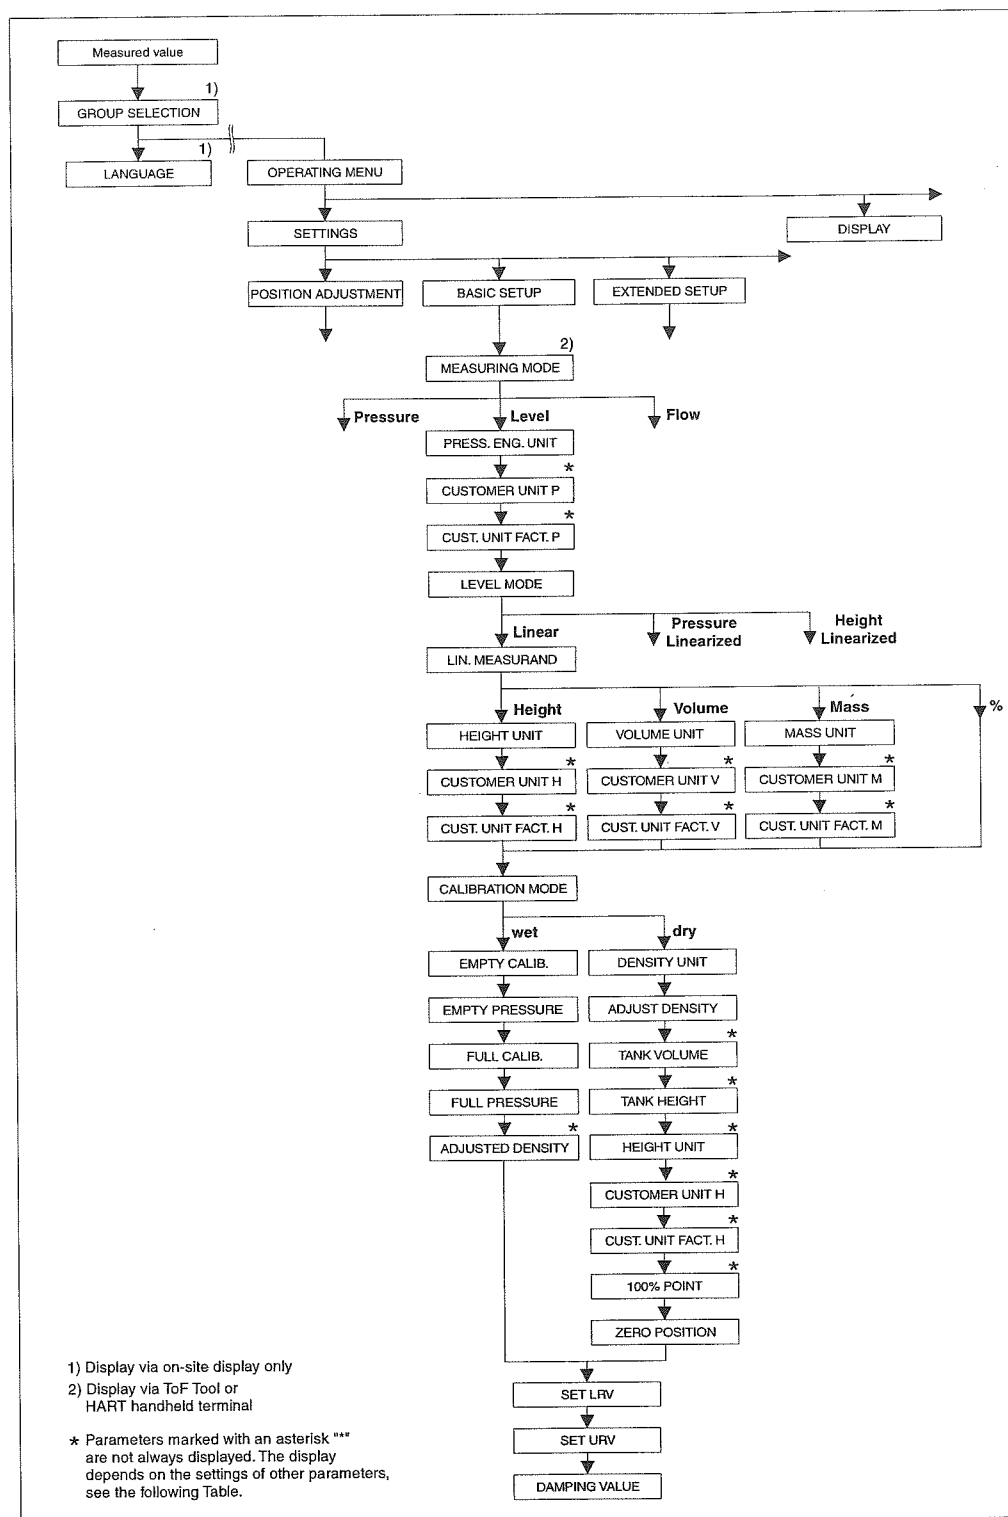 Measured value
1)
GROUP SELECTION
1)
LANGUAGE
OPERATING MENU
SETTINGS
DISPLAY
POSITION ADJUSTMENT
BASIC SETUP
EXTENDED SETUP
2)
MEASURING MODE
Pressure
Level
Flow
PRESS. ENG. UNIT
*
CUSTOMER UNIT P
*
CUST. UNIT FACT. P
LEVEL MODE
Linear
Pressure
Linearized
Height
Linearized
LIN. MEASURAND
Height
Volume
Mass
%
HEIGHT UNIT
VOLUME UNIT
MASS UNIT
*
*
*
CUSTOMER UNIT H
CUSTOMER UNIT V
CUSTOMER UNIT M
*
*
*
CUST. UNIT FACT. H
CUST. UNIT FACT. V
CUST. UNIT FACT. M
CALIBRATION MODE
wet
dry
EMPTY CALIB.
DENSITY UNIT
EMPTY PRESSURE
ADJUST DENSITY
*
FULL CALIB.
TANK VOLUME
*
FULL PRESSURE
TANK HEIGHT
*
*
ADJUSTED DENSITY
HEIGHT UNIT
*
CUSTOMER UNIT H
*
CUST. UNIT FACT. H
*
100% POINT
ZERO POSITION
SET LRV
SET URV
DAMPING VALUE
1) Display via on-site display only
2) Display via ToF Tool or
HART handheld terminal
* Parameters marked with an asterisk "*"
are not always displayed. The display
depends on the settings of other parameters,
see the following Table.